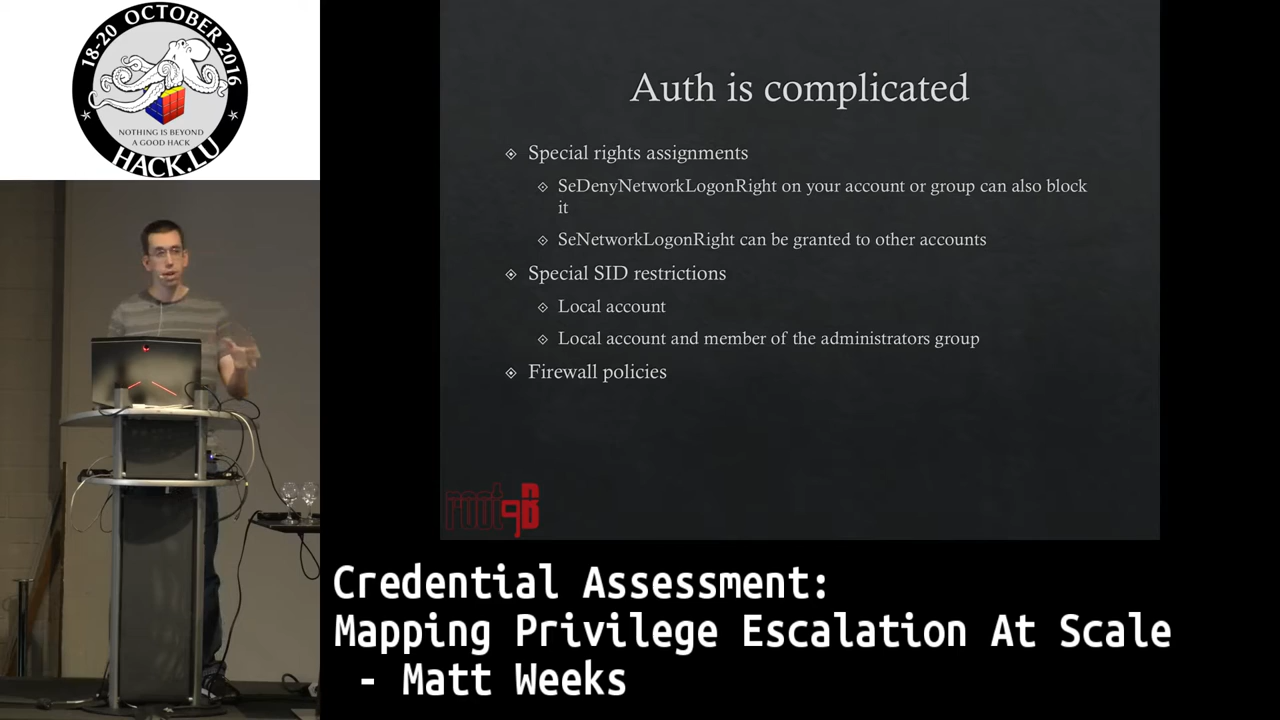 18-20 OCTOBER 2016
NOTHING IS BEYOND
A GOOD HACK
HACK.LU
Auth is complicated
Special rights assignments
SeDenyNetworkLogonRight on your account or group can also block
it
SeNetworkLogonRight can be granted to other accounts
Special SID restrictions
Local account
Local account and member of the administrators group
Firewall policies
root9B
Credential Assessment:
Mapping Privilege Escalation At Scale
- Matt Weeks